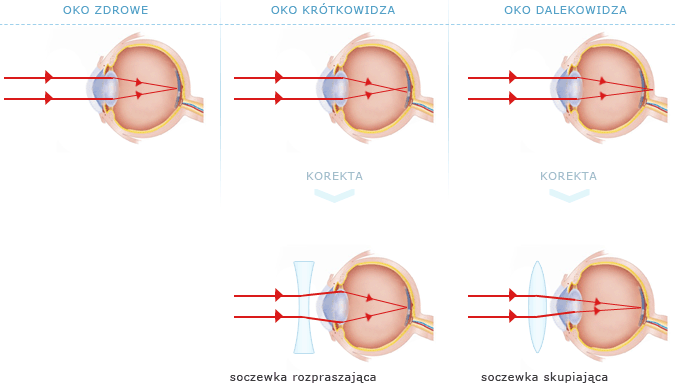 OKO ZDROWE
OKO KRÓTKOWIDZA
OKO DALEKOWIDZA
KOREKTA
KOREKTA
soczewka rozpraszająca
soczewka skupiająca